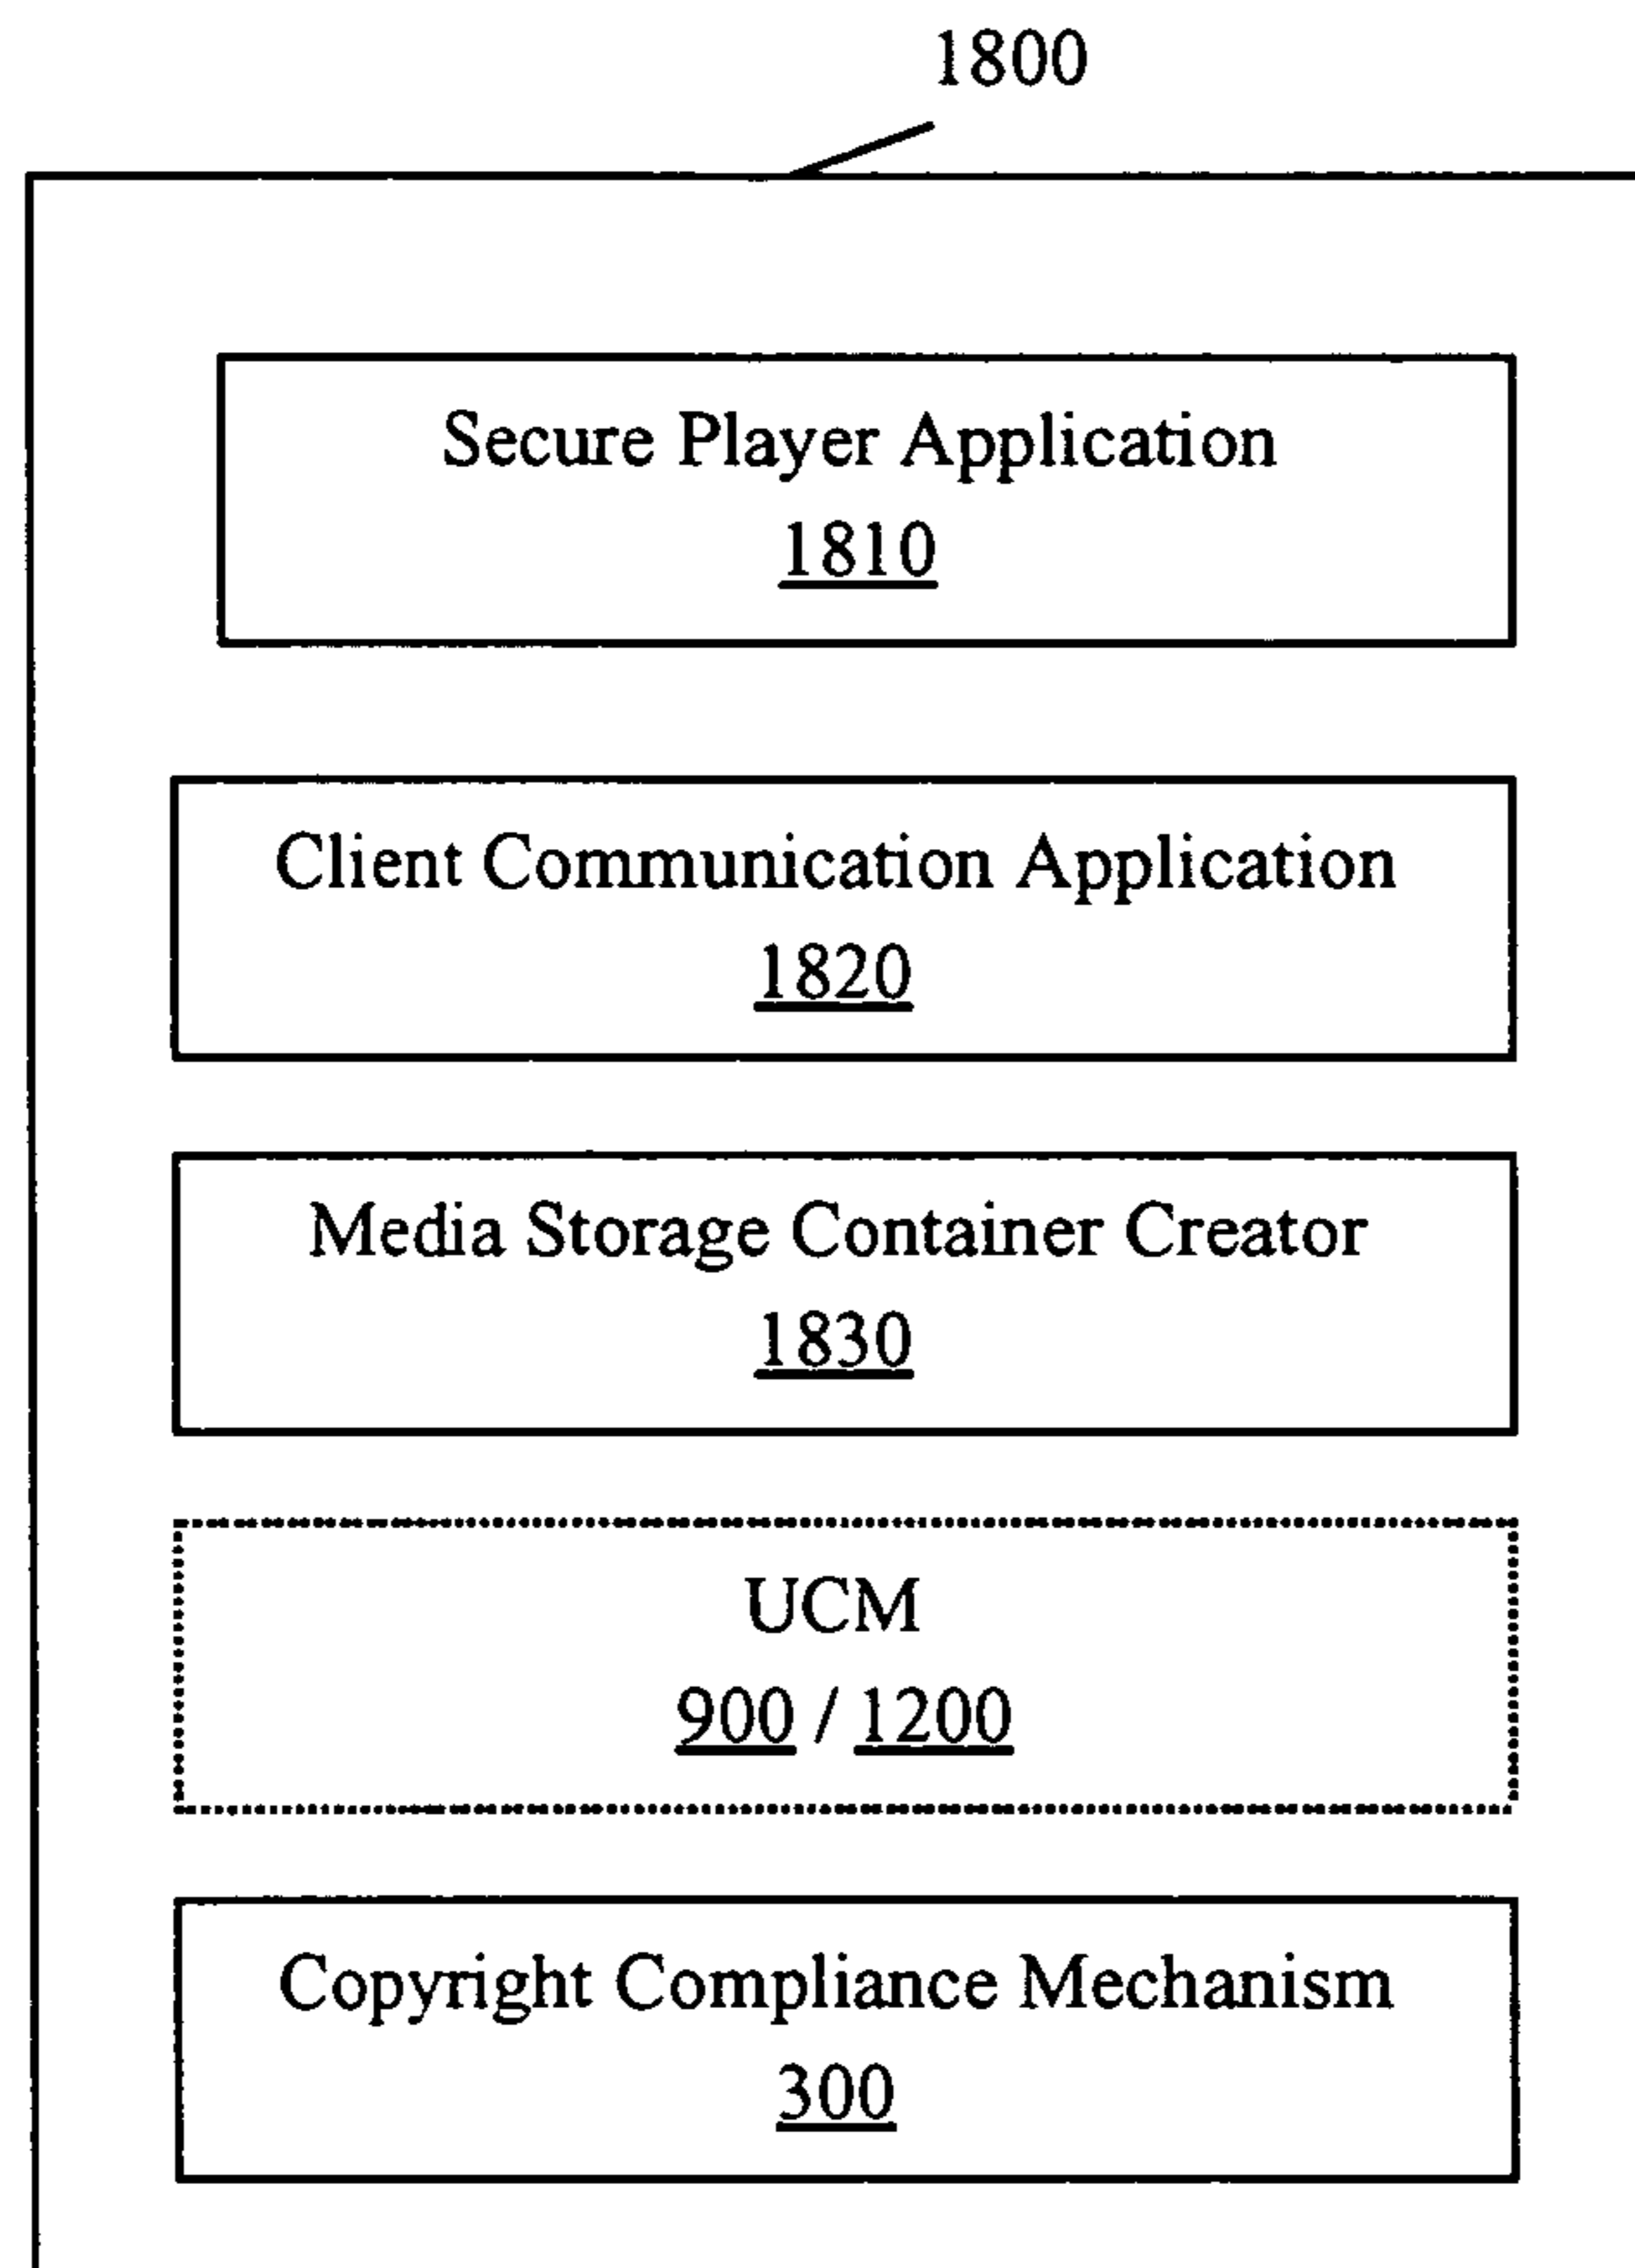 1800
Secure Player Application
1810
Client Communication Application
1820
Media Storage Container Creator
1830
UCM
900 / 1200
Copyright Compliance Mechanism
300